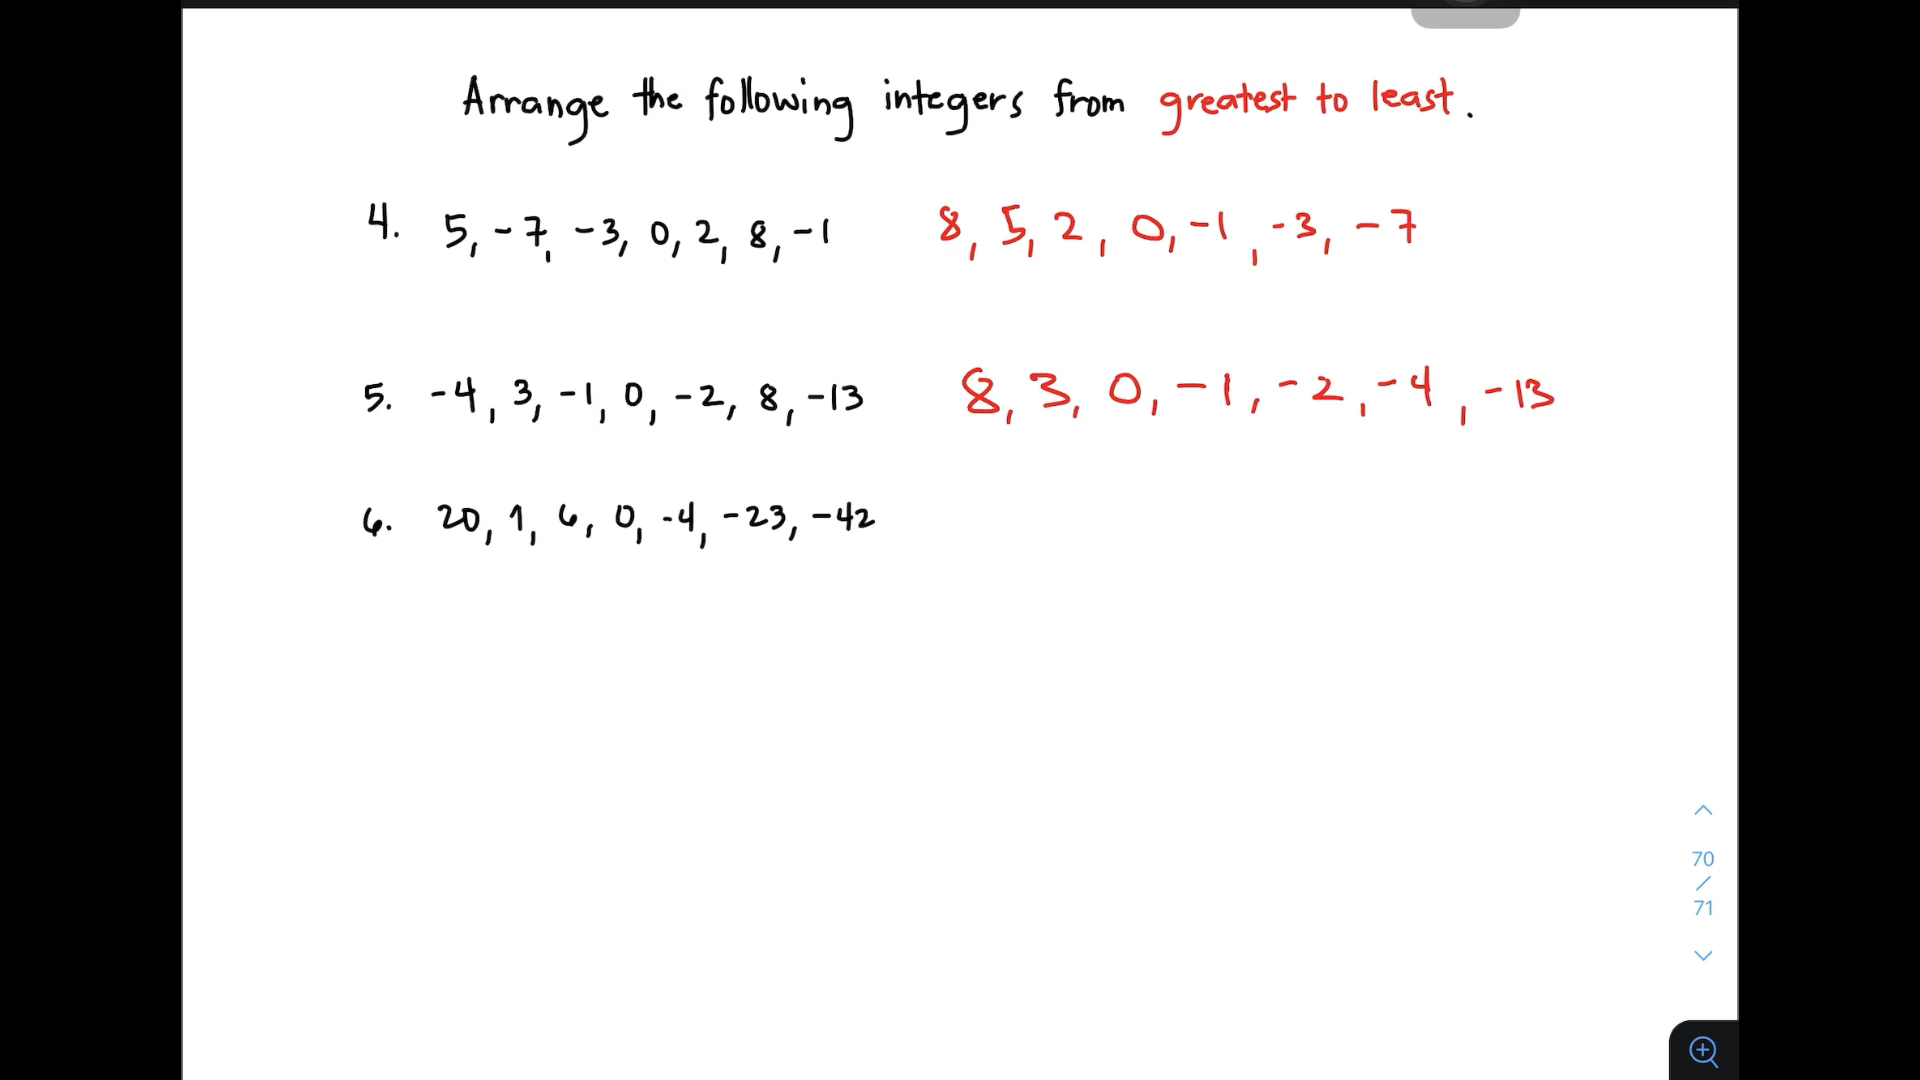 Arrange the following integers from greatest to least.
4. 5, -7, -3, 0, 2, 8, -1 8, 5, 2, 0, -1, -3, -7
5. -4, 3, -1, 0, -2, 8, -13 8, 3, 0, -1, -2, -4, -13
6. 20, 1, 6, 0, -4, -23, -42
70
/
71